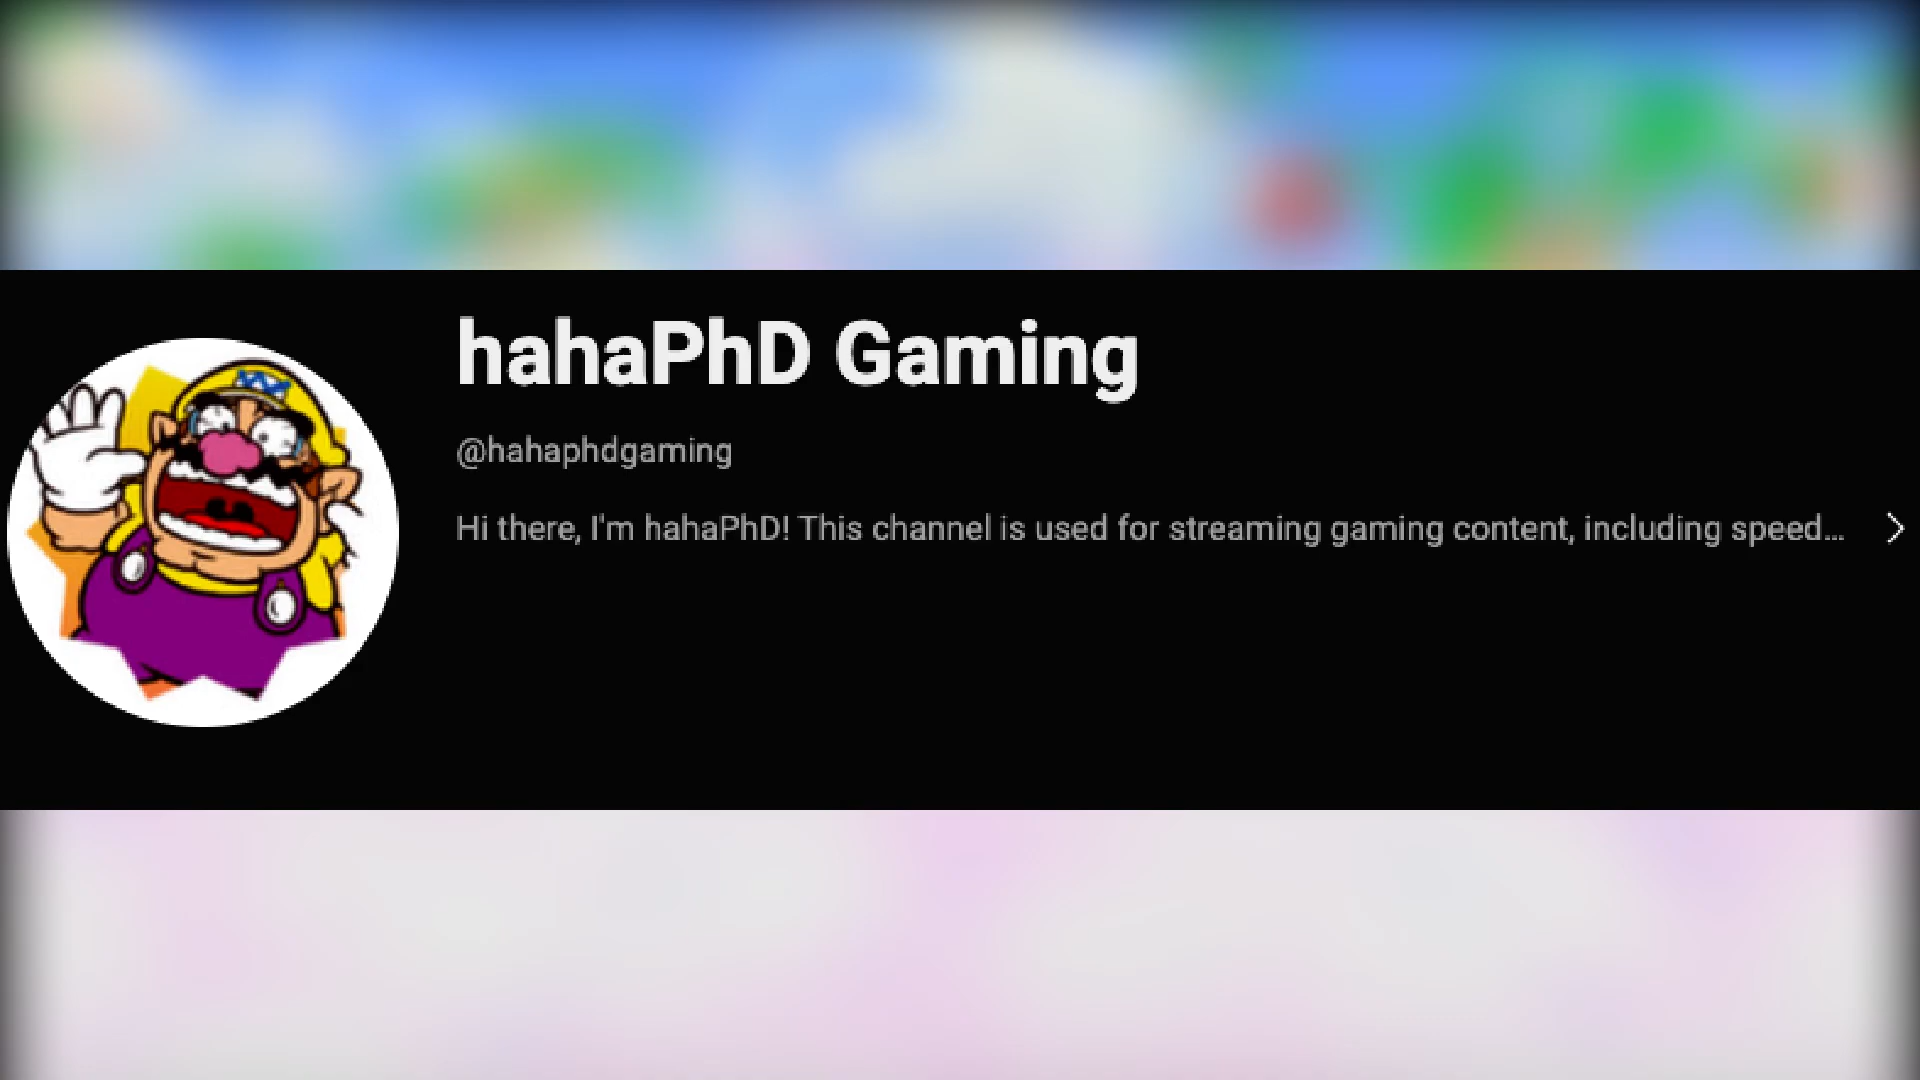 hahaPhD Gaming
@hahaphdgaming
Hi there, I'm hahaPhD! This channel is used for streaming gaming content, including speed...